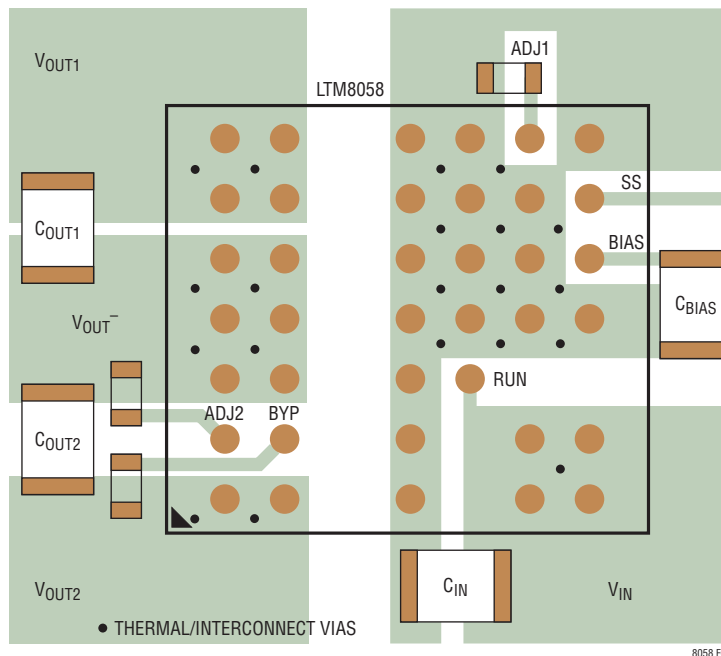 ADJ1
VOUT1
LTM8058
SS
COUT1
BIAS
CBIAS
VOUT–
RUN
ADJ2 BYP
COUT2
CIN
VOUT2
VIN
● THERMAL/INTERCONNECT VIAS